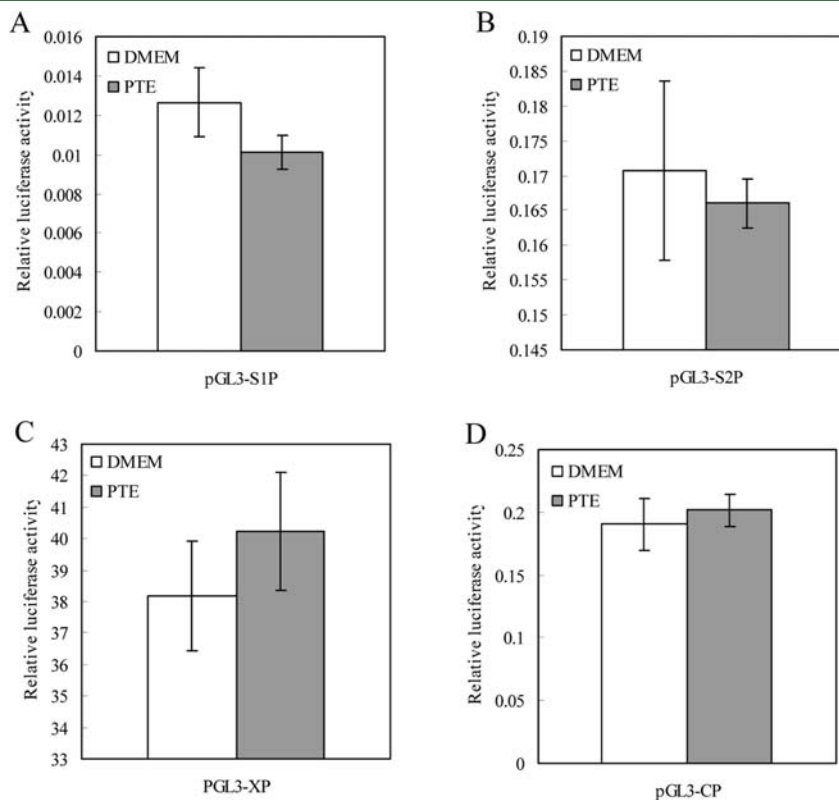 A
Relative luciferase activity
0.016
0.014
0.012
0.01
0.008
0.006
0.004
0.002
0
DMEM
PTE
pGL3-S1P
B
Relative luciferase activity
0.19
0.185
0.18
0.175
0.17
0.165
0.16
0.155
0.15
0.145
DMEM
PTE
pGL3-S2P
C
Relative luciferase activity
43
42
41
40
39
38
37
36
35
34
33
DMEM
PTE
PGL3-XP
D
Relative luciferase activity
0.25
0.2
0.15
0.1
0.05
0
DMEM
PTE
pGL3-CP